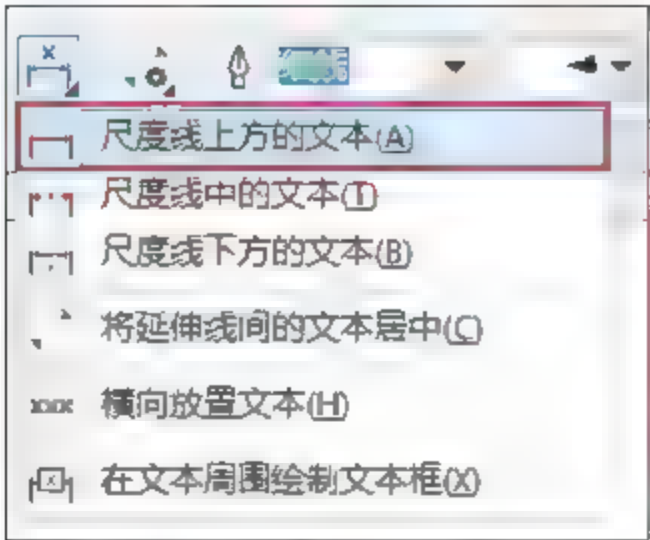 尺度线上方的文本(A)
尺度线中的文本(T)
尺度线下方的文本(B)
将延伸线间的文本居中(C)
横向放置文本(H)
在文本周围绘制文本框(X)